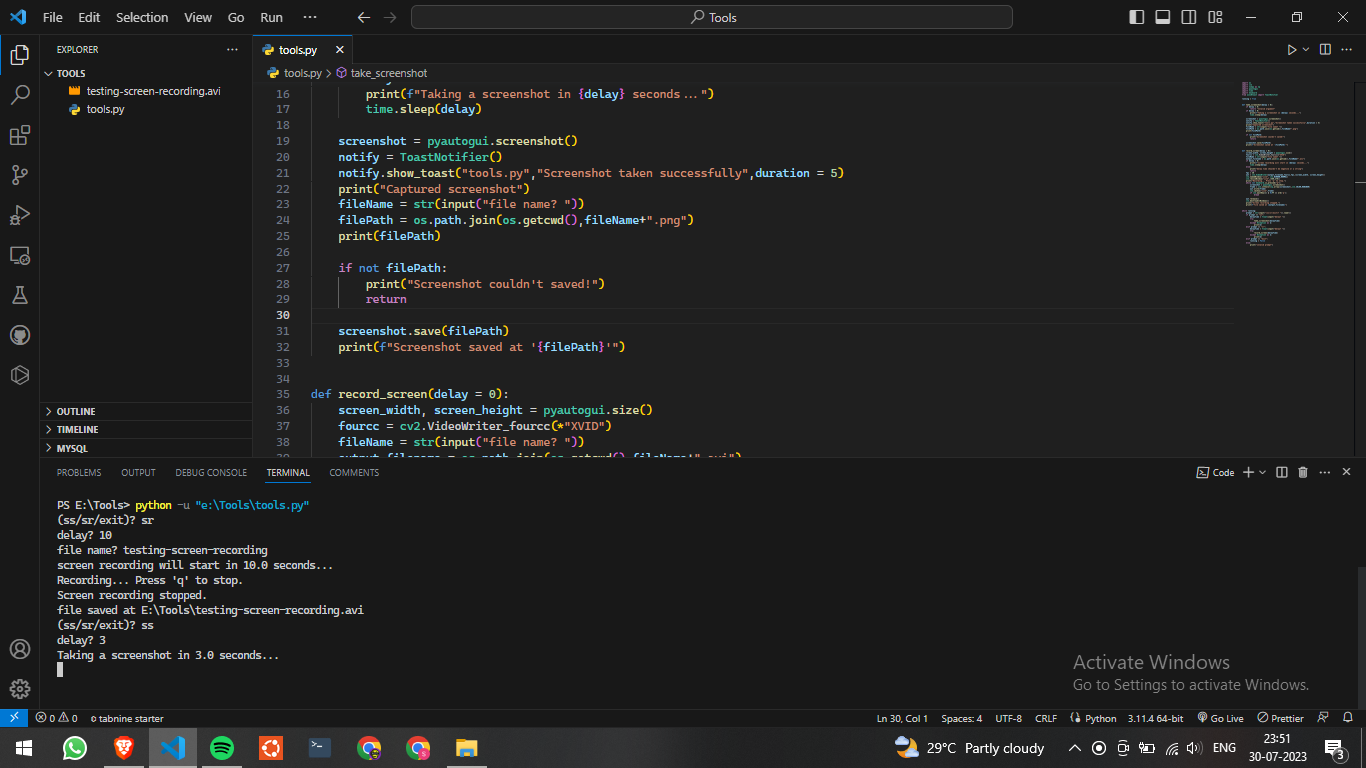 File Edit Selection View Go Run ··· Tools
EXPLORER ···
TOOLS
testing-screen-recording.avi
tools.py
OUTLINE
TIMELINE
MYSQL
tools.py
tools.py > take_screenshot
16 print(f"Taking a screenshot in {delay} seconds...")
17 time.sleep(delay)
18
19 screenshot = pyautogui.screenshot()
20 notify = ToastNotifier()
21 notify.show_toast("tools.py","Screenshot taken successfully",duration = 5)
22 print("Captured screenshot")
23 fileName = str(input("file name? "))
24 filePath = os.path.join(os.getcwd(),fileName+".png")
25 print(filePath)
26
27 if not filePath:
28 print("Screenshot couldn't saved!")
29 return
30
31 screenshot.save(filePath)
32 print(f"Screenshot saved at '{filePath}'")
33
34
35 def record_screen(delay = 0):
36 screen_width, screen_height = pyautogui.size()
37 fourcc = cv2.VideoWriter_fourcc(*"XVID")
38 fileName = str(input("file name? "))
PROBLEMS OUTPUT DEBUG CONSOLE TERMINAL COMMENTS
Code
PS E:\Tools> python -u "e:\Tools\tools.py"
(ss/sr/exit)? sr
delay? 10
file name? testing-screen-recording
screen recording will start in 10.0 seconds...
Recording... Press 'q' to stop.
Screen recording stopped.
file saved at E:\Tools\testing-screen-recording.avi
(ss/sr/exit)? ss
delay? 3
Taking a screenshot in 3.0 seconds...
Activate Windows
Go to Settings to activate Windows.
0 0 tabnine starter Ln 30, Col 1 Spaces: 4 UTF-8 CRLF Python 3.11.4 64-bit Go Live Prettier
29°C Partly cloudy ENG
23:51
30-07-2023
3